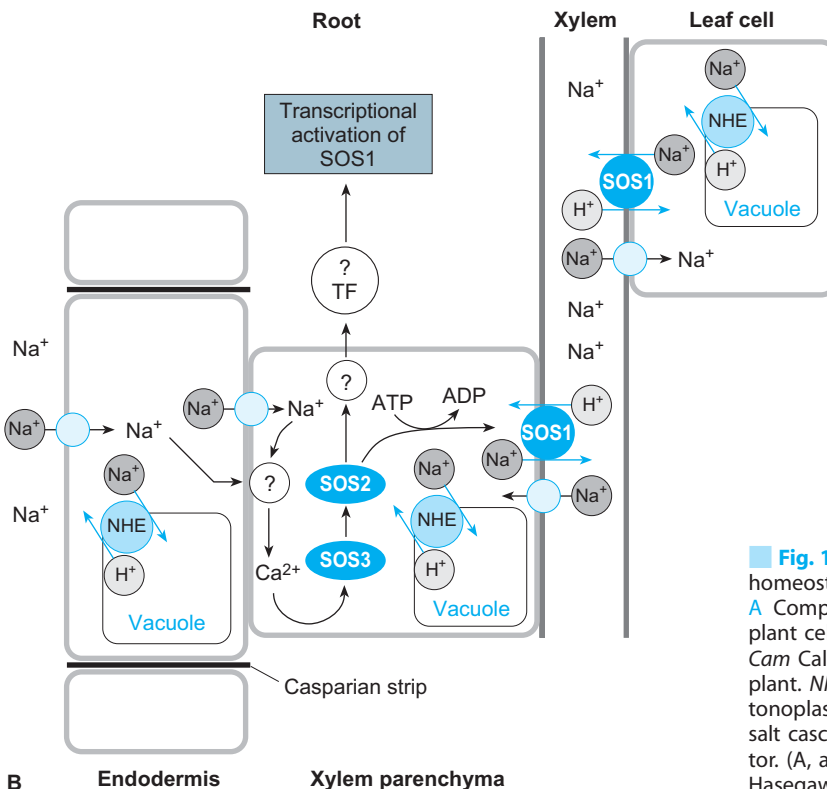 Root
Xylem
Leaf cell
Transcriptional
activation of
SOS1
Na⁺
Na⁺
NHE
H⁺
Vacuole
Na⁺
SOS1
H⁺
Na⁺
Na⁺
Na⁺
Na⁺
?
TF
?
Na⁺
Na⁺
Na⁺
Na⁺
Na⁺
NHE
H⁺
Vacuole
Na⁺
Na⁺
?
Ca²⁺
SOS2
SOS3
ATP
ADP
H⁺
SOS1
Na⁺
Na⁺
Na⁺
NHE
H⁺
Vacuole
Casparian strip
B
Endodermis
Xylem parenchyma
Fig. 1
homeost
A Comp
plant ce
Cam Cal
plant. N
tonoplas
salt casc
tor. (A, a
Hasegaw